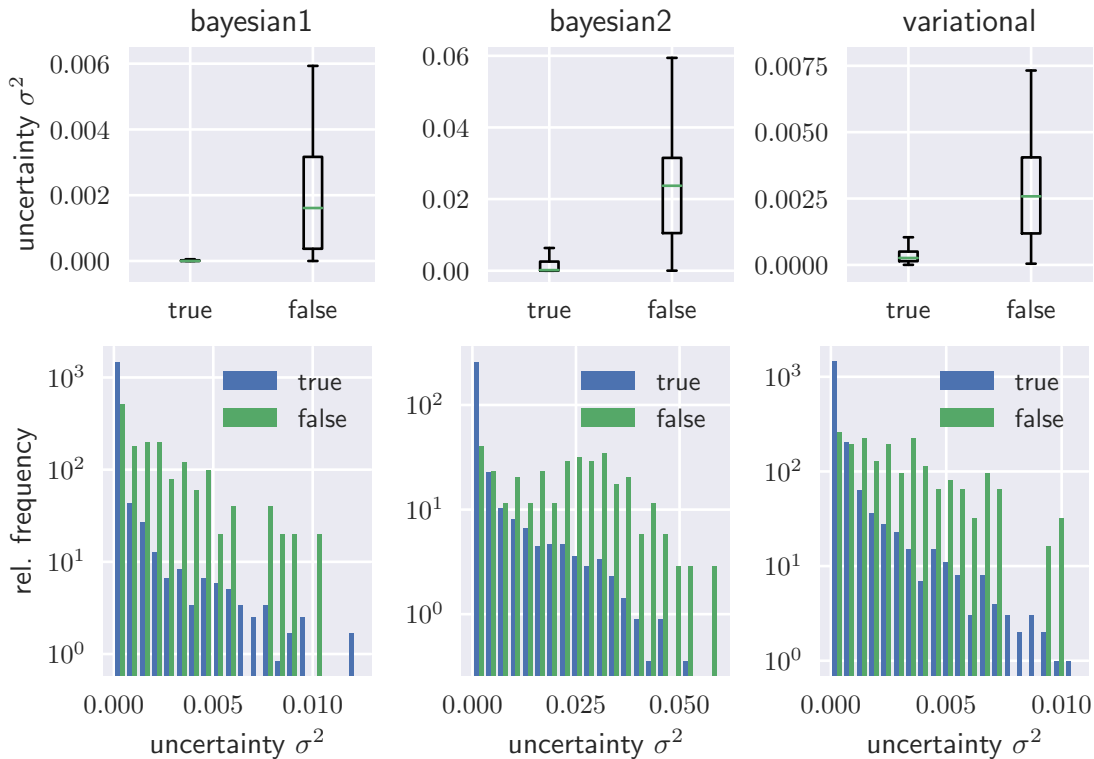 bayesian1
bayesian2
variational
uncertainty σ²
0.006
0.004
0.002
0.000
true false
0.06
0.04
0.02
0.00
true false
0.0075
0.0050
0.0025
0.0000
true false
rel. frequency
10³
10²
10¹
10⁰
true
false
0.000 0.005 0.010
uncertainty σ²
10²
10¹
10⁰
true
false
0.000 0.025 0.050
uncertainty σ²
10³
10²
10¹
10⁰
true
false
0.000 0.005 0.010
uncertainty σ²